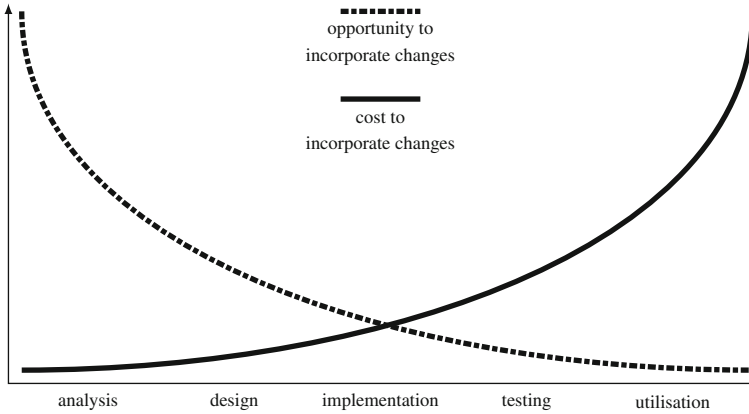 opportunity to
incorporate changes
cost to
incorporate changes
analysis design implementation testing utilisation